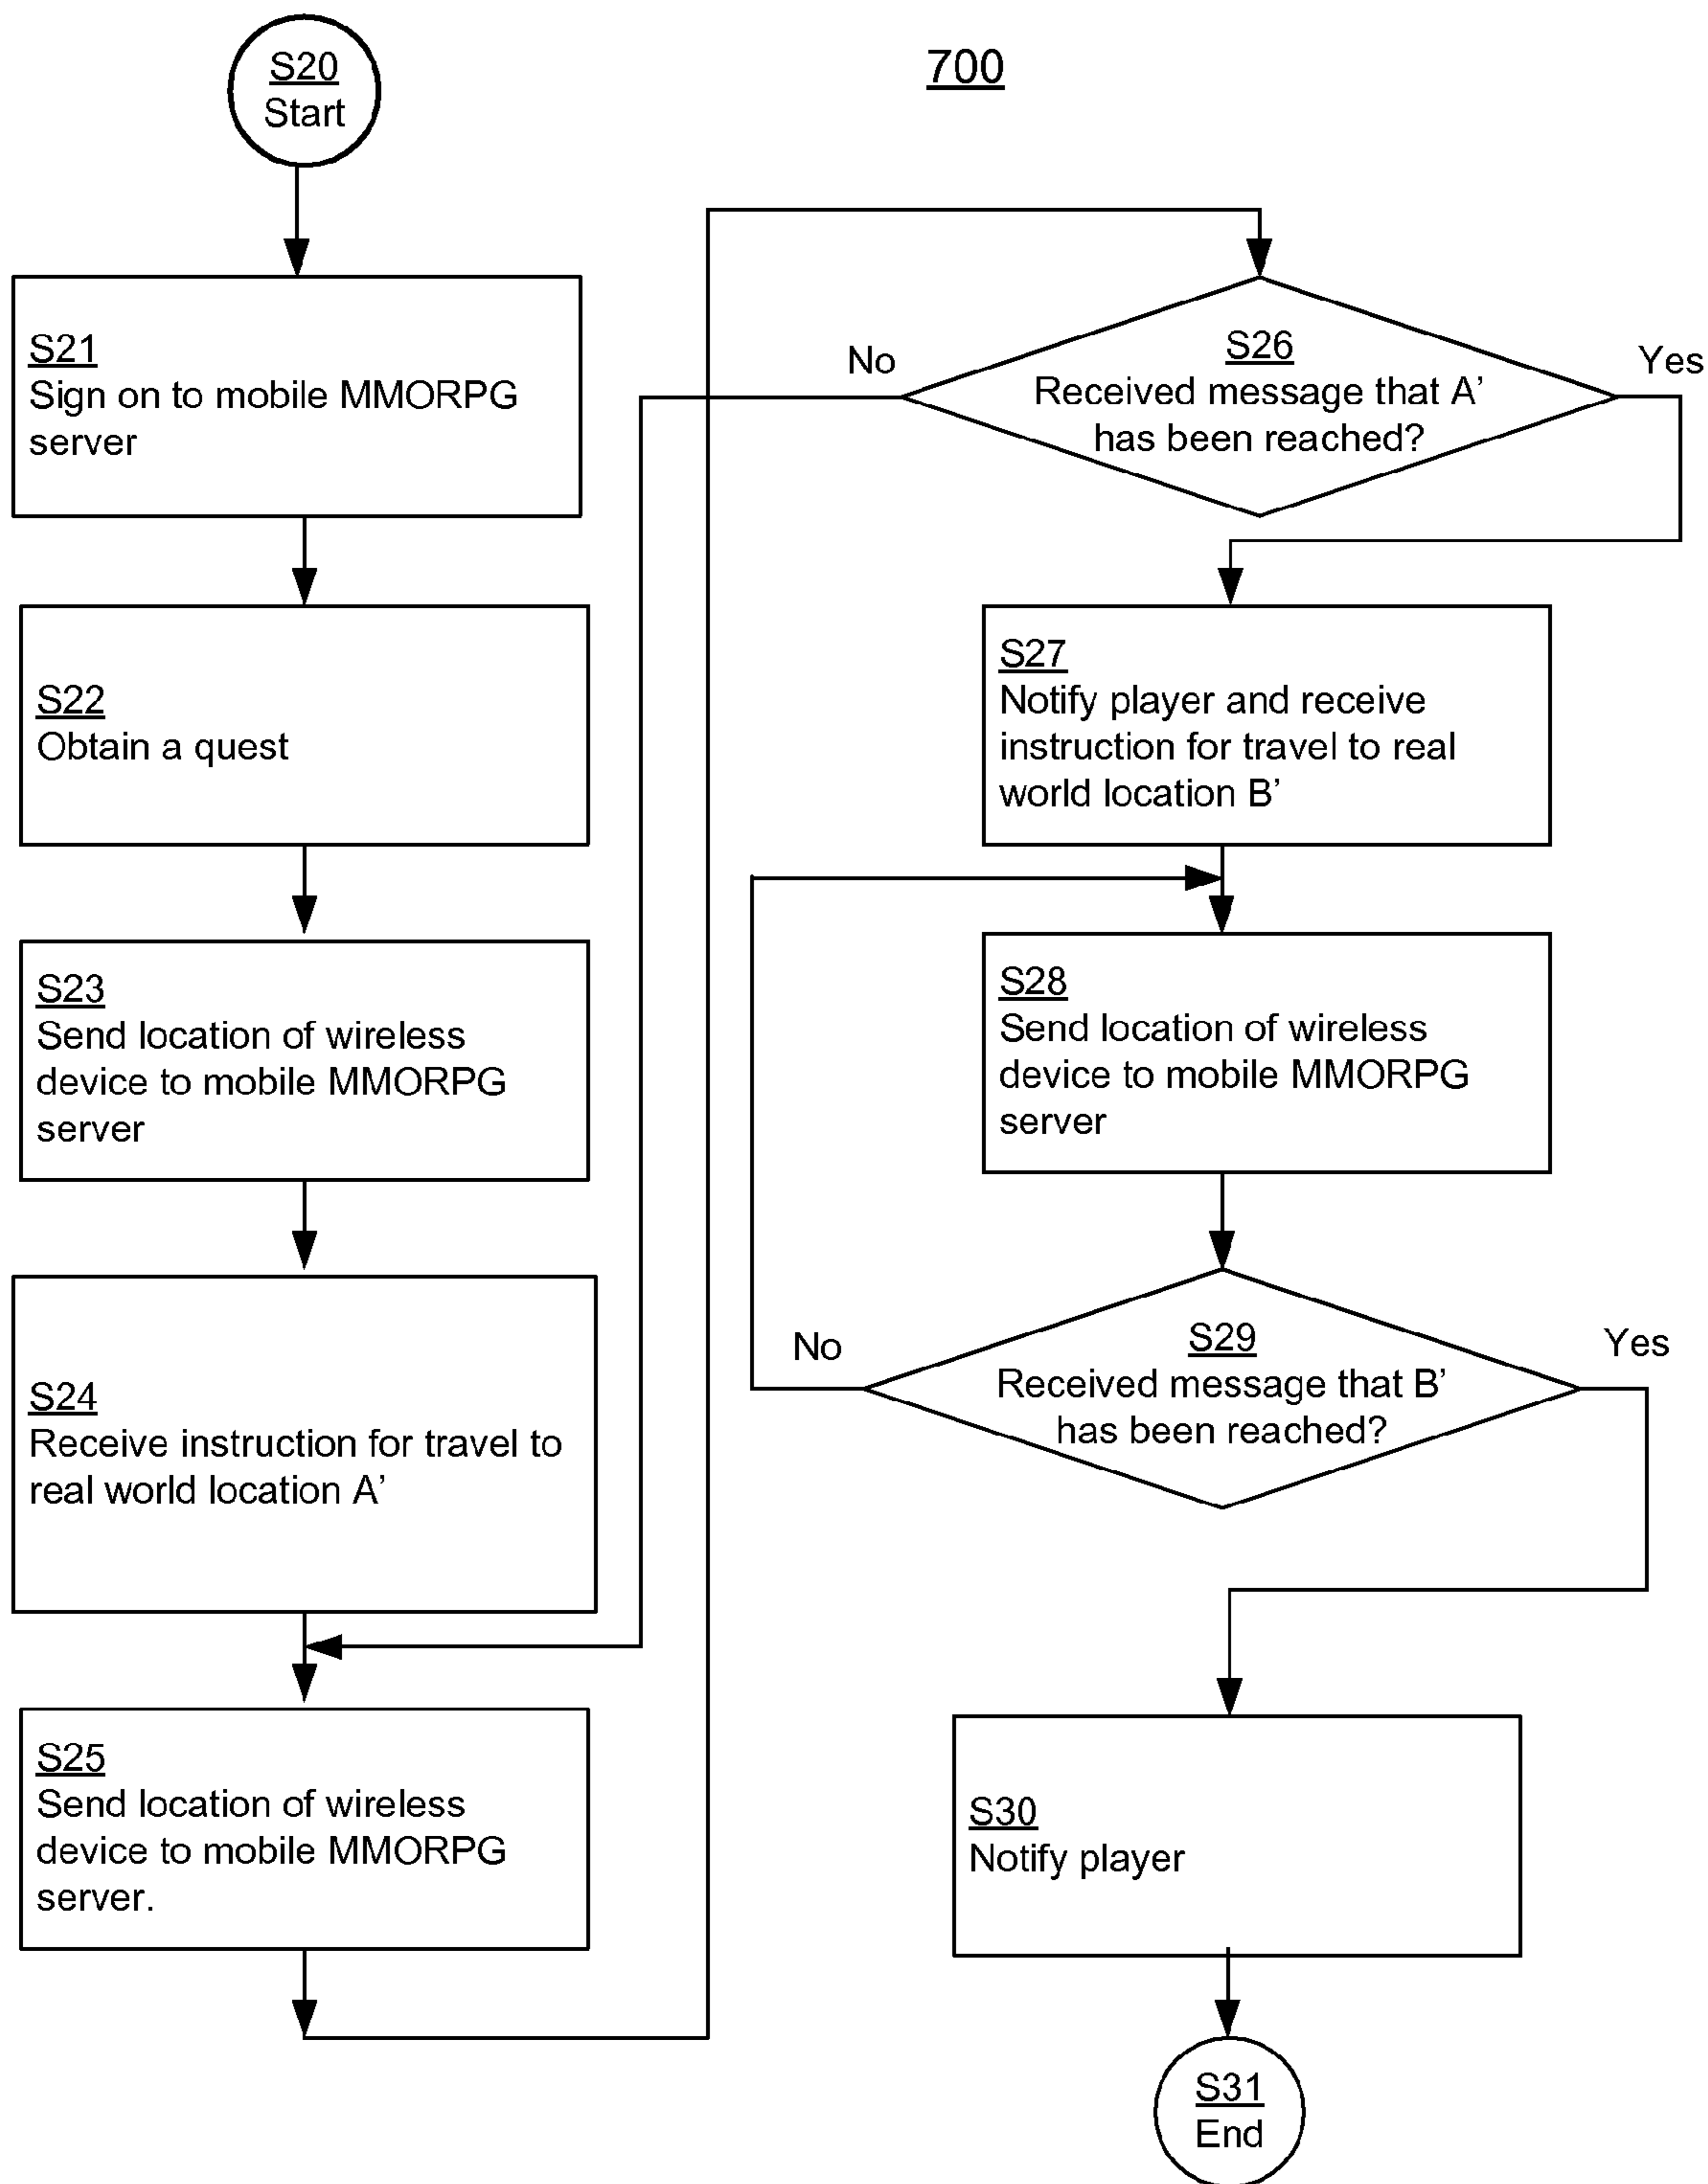 700
S20
Start
S21
Sign on to mobile MMORPG
server
S22
Obtain a quest
S23
Send location of wireless
device to mobile MMORPG
server
S24
Receive instruction for travel to
real world location A’
S25
Send location of wireless
device to mobile MMORPG
server.
No
Yes
S26
Received message that A’
has been reached?
S27
Notify player and receive
instruction for travel to real
world location B’
S28
Send location of wireless
device to mobile MMORPG
server
No
Yes
S29
Received message that B’
has been reached?
S30
Notify player
S31
End